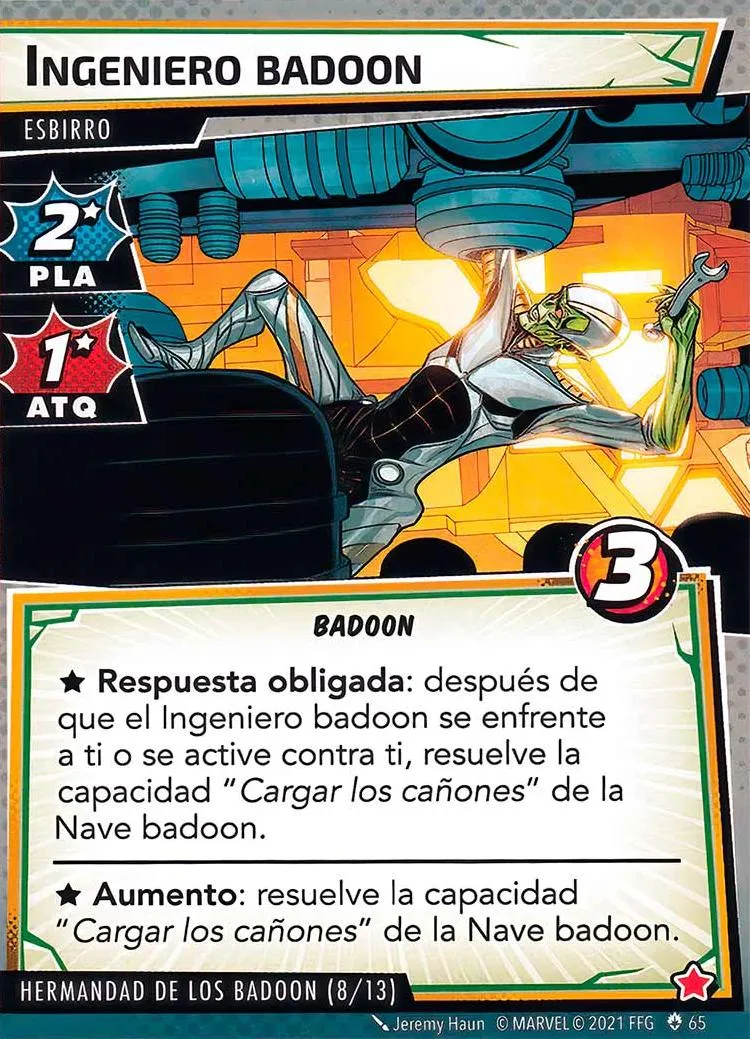 INGENIERO BADOON
ESBIRRO
2★
PLA
1★
ATQ
3
BADOON
★ Respuesta obligada: después de
que el Ingeniero badoon se enfrente
a ti o se active contra ti, resuelve la
capacidad “Cargar los cañones” de la
Nave badoon.
★ Aumento: resuelve la capacidad
“Cargar los cañones” de la Nave badoon.
HERMANDAD DE LOS BADOON (8/13)
Jeremy Haun © MARVEL © 2021 FFG 65